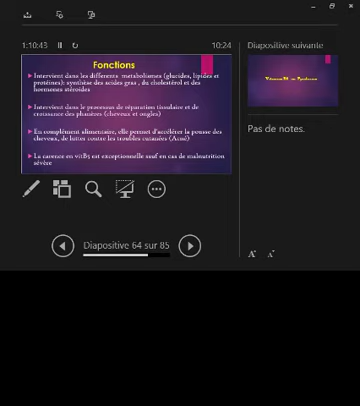 1:10:43
10:24
Diapositive suivante
Fonctions
Intervient dans les différents métabolismes (glucides, lipides et
protéines): synthèse des acides gras , du cholestérol et des
hormones stéroïdes
Intervient dans le processus de réparation tissulaire et de
croissance des phanères (cheveux et ongles)
En complément alimentaire, elle permet d'accélérer la pousse des
cheveux, de lutter contre les troubles cutanées (Acné)
La carence en vitB5 est exceptionnelle sauf en cas de malnutrition
sévère
Pas de notes.
Diapositive 64 sur 85
A A